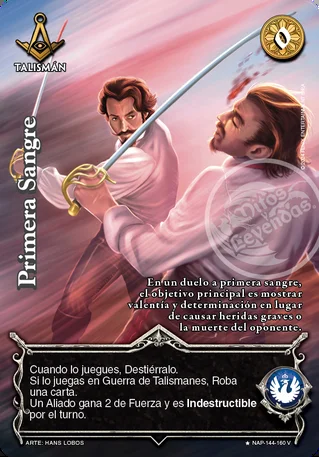 TALISMÁN
0
Primera Sangre
Mitos y
Leyendas
En un duelo a primera sangre,
el objetivo principal es mostrar
valentía y determinación en lugar
de causar heridas graves o
la muerte del oponente.
Cuando lo juegues, Destiérralo.
Si lo juegas en Guerra de Talismanes, Roba
una carta.
Un Aliado gana 2 de Fuerza y es Indestructible
por el turno.
ARTE: HANS LOBOS
★ NAP-144-160 V